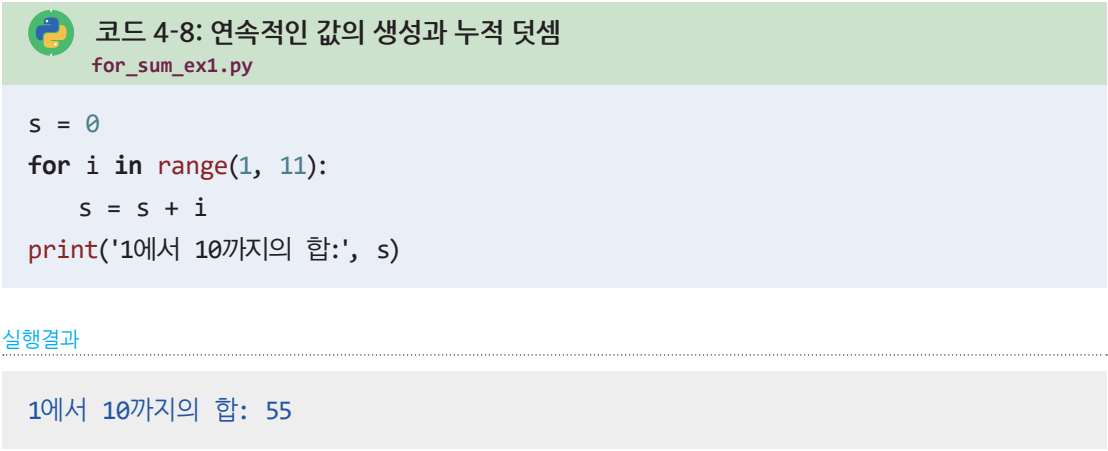 코드 4-8: 연속적인 값의 생성과 누적 덧셈
for_sum_ex1.py
s = 0
for i in range(1, 11):
    s = s + i
print('1에서 10까지의 합:', s)
실행결과
1에서 10까지의 합: 55